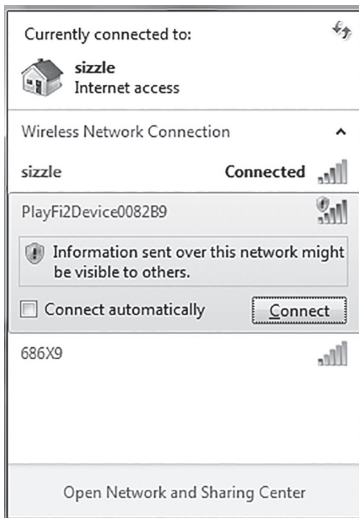 Currently connected to:
sizzle
Internet access
Wireless Network Connection
sizzle Connected
PlayFi2Device0082B9
Information sent over this network might
be visible to others.
Connect automatically Connect
686X9
Open Network and Sharing Center